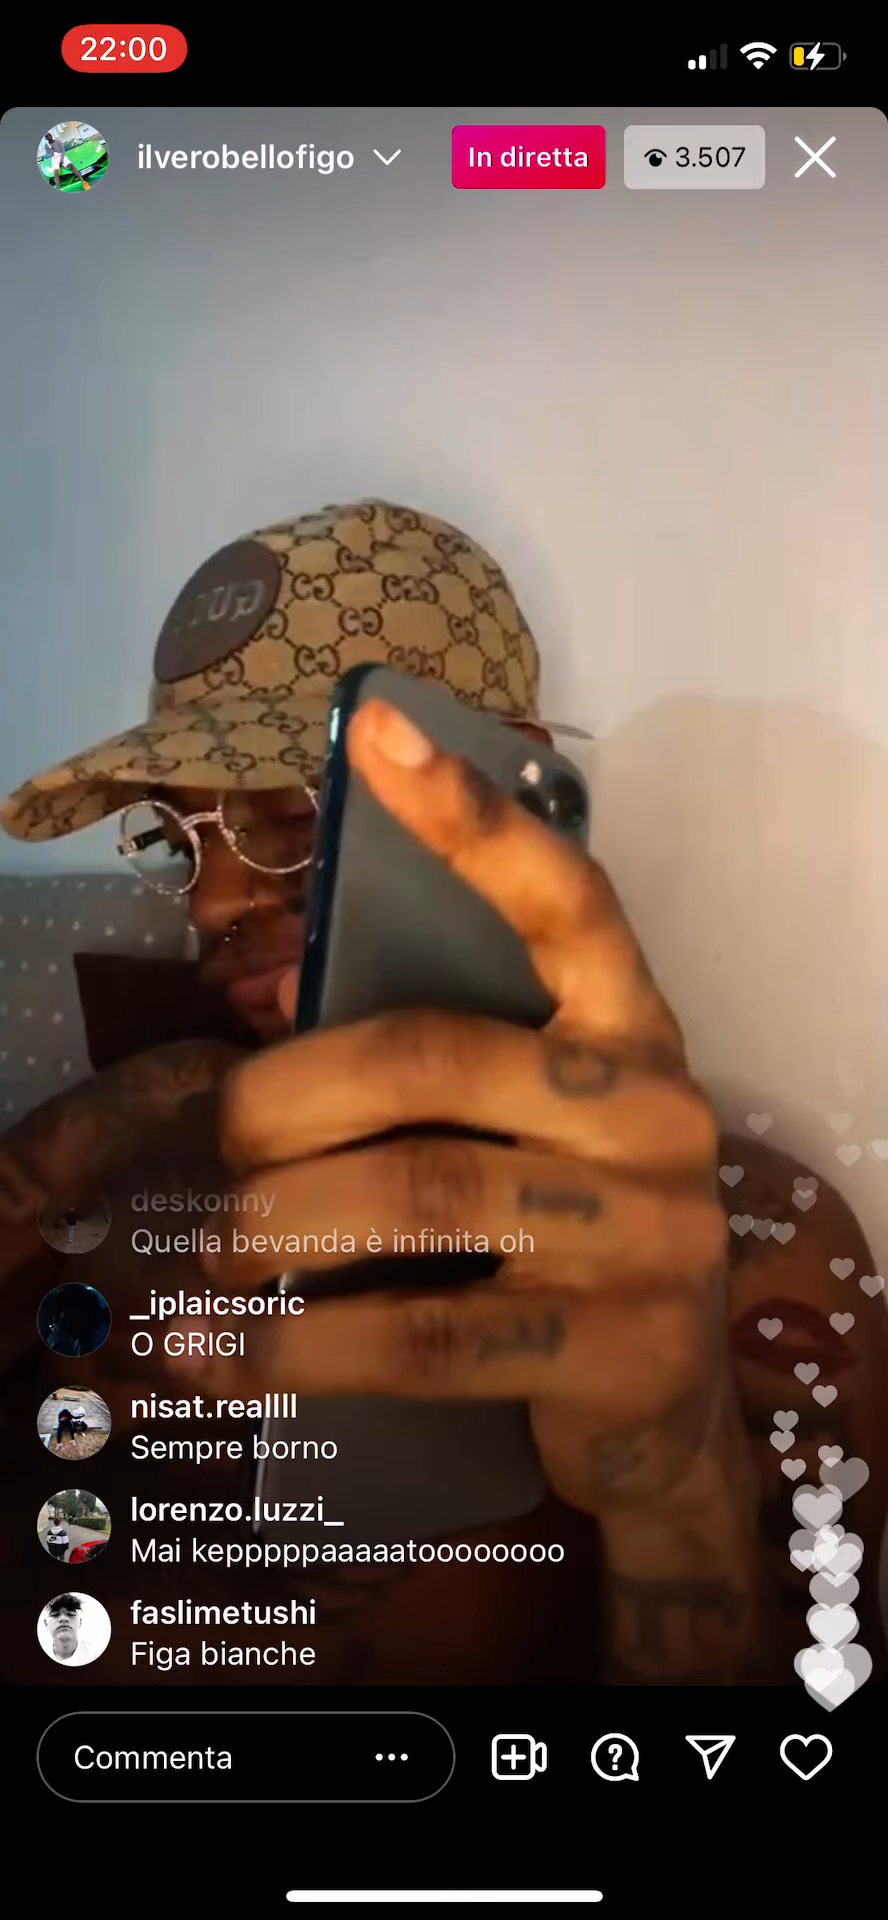 22:00
ilverobellofigo
In diretta
3.507
deskonny
Quella bevanda è infinita oh
_iplaicsoric
O GRIGI
nisat.reallll
Sempre borno
lorenzo.luzzi_
Mai kepppppaaaaatoooooooo
faslimetushi
Figa bianche
Commenta